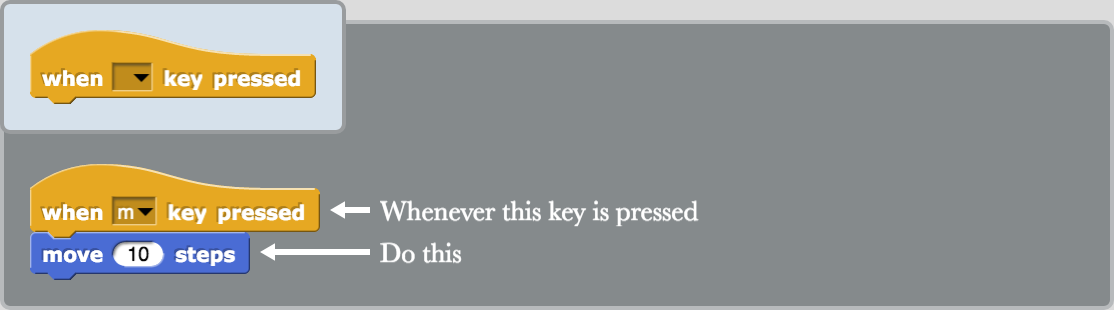 when key pressed
when m key pressed
Whenever this key is pressed
move 10 steps
Do this